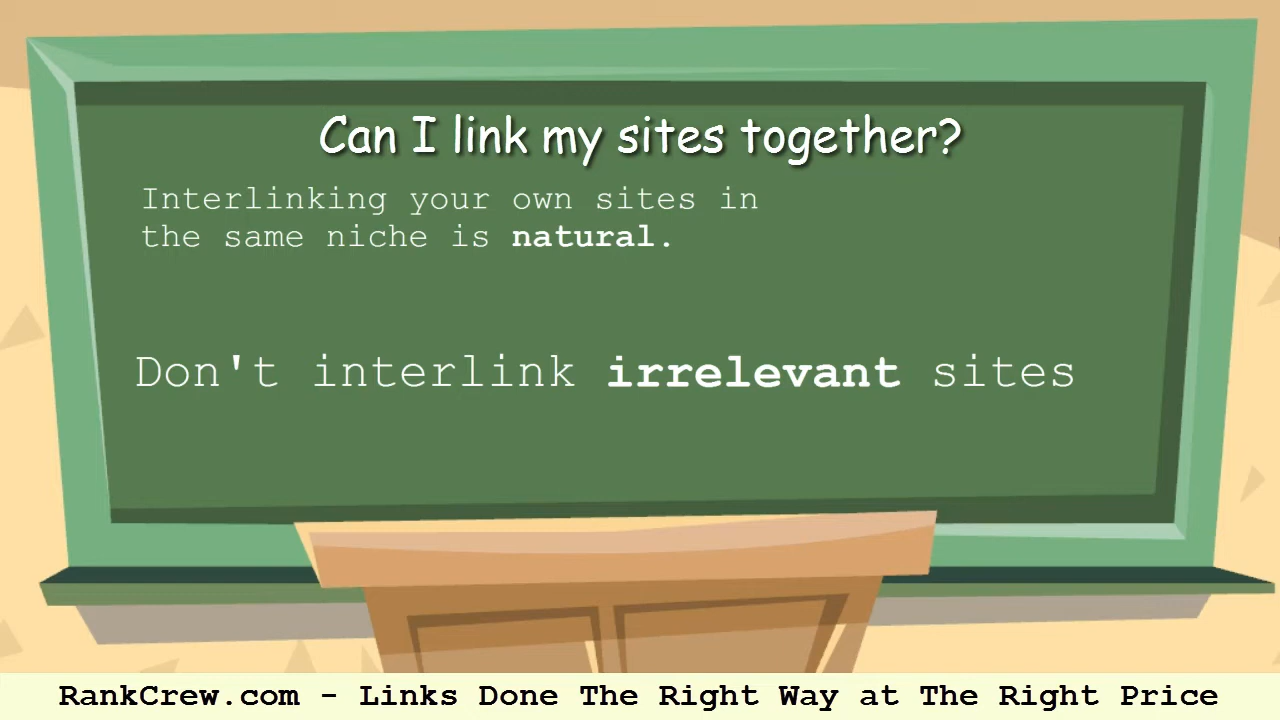 Can I link my sites together?
Interlinking your own sites in
the same niche is natural.
Don't interlink irrelevant sites
RankCrew.com - Links Done The Right Way at The Right Price